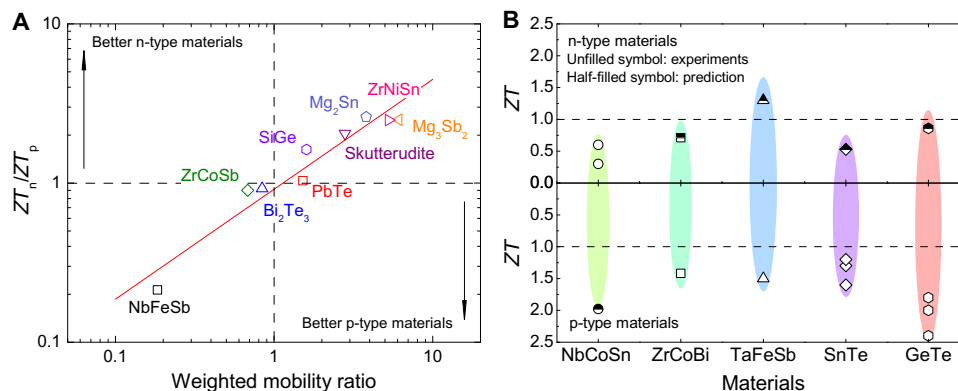 A
ZTₙ/ZTₚ
10
1
0.1
Better n-type materials
ZrNiSn
Mg₂Sn
Mg₃Sb₂
SiGe
Skutterudite
ZrCoSb
PbTe
Bi₂Te₃
NbFeSb
Better p-type materials
0.1
1
10
Weighted mobility ratio
B
ZT
ZT
2.5
2.0
1.5
1.0
0.5
0.0
0.5
1.0
1.5
2.0
2.5
n-type materials
Unfilled symbol: experiments
Half-filled symbol: prediction
p-type materials
NbCoSn
ZrCoBi
TaFeSb
SnTe
GeTe
Materials